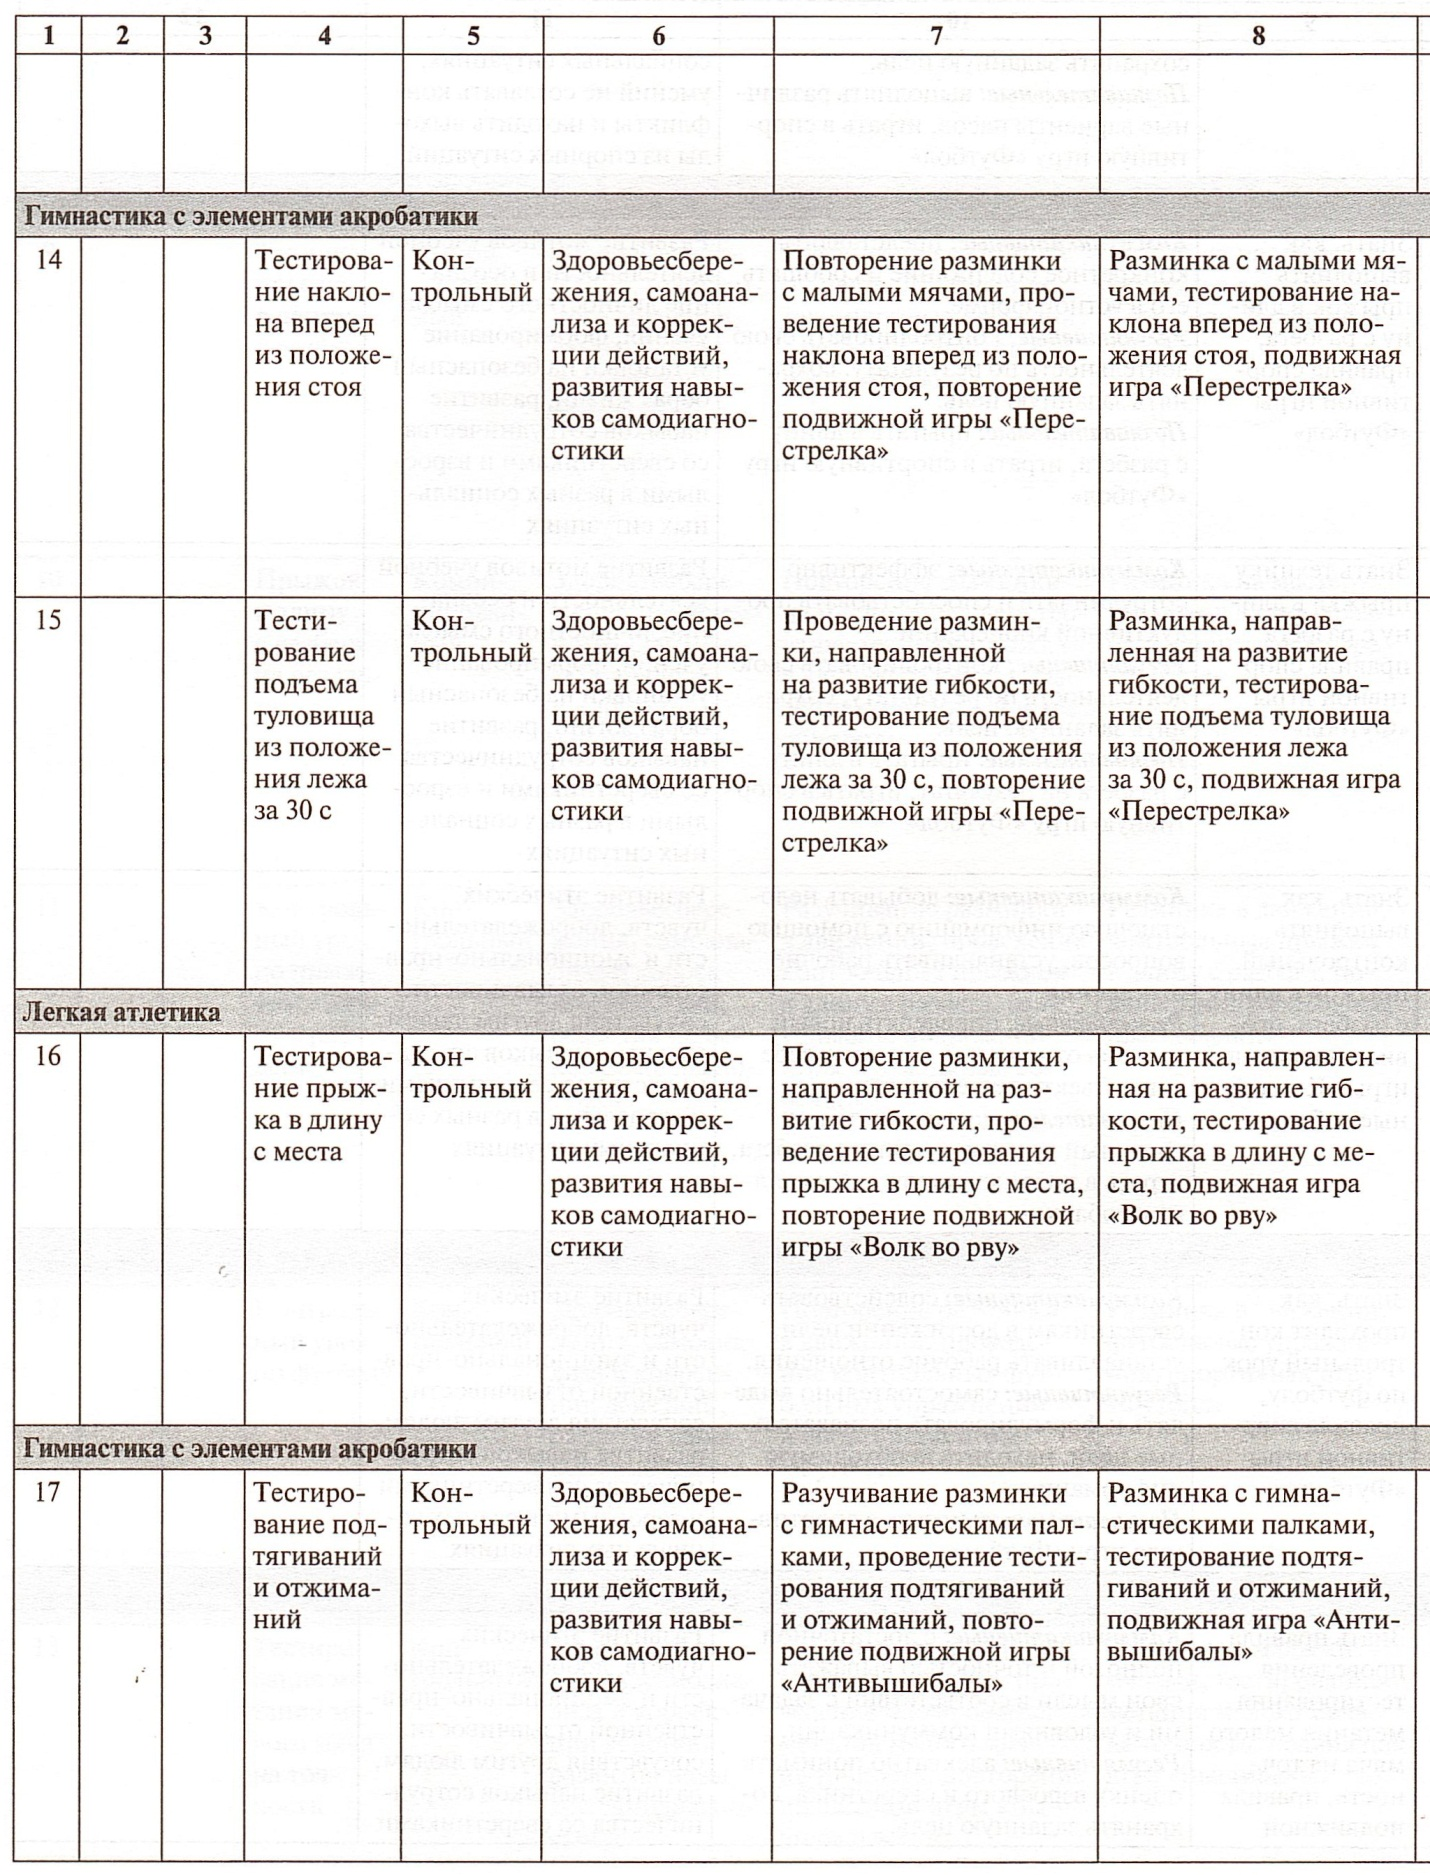 1 2 3 4 5 6 7 8
Гимнастика с элементами акробатики
14
Тестирова-
ние накло-
на вперед
из положе-
ния стоя
Кон-
трольный
Здоровьесбере-
жения, самоана-
лиза и коррек-
ции действий,
развития навы-
ков самодиагно-
стики
Повторение разминки
с малыми мячами, про-
ведение тестирования
наклона вперед из поло-
жения стоя, повторение
подвижной игры «Пере-
стрелка»
Разминка с малыми мя-
чами, тестирование на-
клона вперед из поло-
жения стоя, подвижная
игра «Перестрелка»
15
Тести-
рование
подъема
туловища
из положе-
ния лежа
за 30 с
Кон-
трольный
Здоровьесбере-
жения, самоана-
лиза и коррек-
ции действий,
развития навы-
ков самодиагно-
стики
Проведение размин-
ки, направленной
на развитие гибкости,
тестирование подъема
туловища из положения
лежа за 30 с, повторение
подвижной игры «Пере-
стрелка»
Разминка, направ-
ленная на развитие
гибкости, тестирова-
ние подъема туловища
из положения лежа
за 30 с, подвижная игра
«Перестрелка»
Легкая атлетика
16
Тестирова-
ние прыж-
ка в длину
с места
Кон-
трольный
Здоровьесбере-
жения, самоана-
лиза и коррек-
ции действий,
развития навы-
ков самодиагно-
стики
Повторение разминки,
направленной на раз-
витие гибкости, про-
ведение тестирования
прыжка в длину с места,
повторение подвижной
игры «Волк во рву»
Разминка, направлен-
ная на развитие гиб-
кости, тестирование
прыжка в длину с ме-
ста, подвижная игра
«Волк во рву»
Гимнастика с элементами акробатики
17
Тестиро-
вание под-
тягиваний
и отжима-
ний
Кон-
трольный
Здоровьесбере-
жения, самоана-
лиза и коррек-
ции действий,
развития навы-
ков самодиагно-
стики
Разучивание разминки
с гимнастическими пал-
ками, проведение тести-
рования подтягиваний
и отжиманий, повто-
рение подвижной игры
«Антивышибалы»
Разминка с гимна-
стическими палками,
тестирование подтя-
гиваний и отжиманий,
подвижная игра «Анти-
вышибалы»